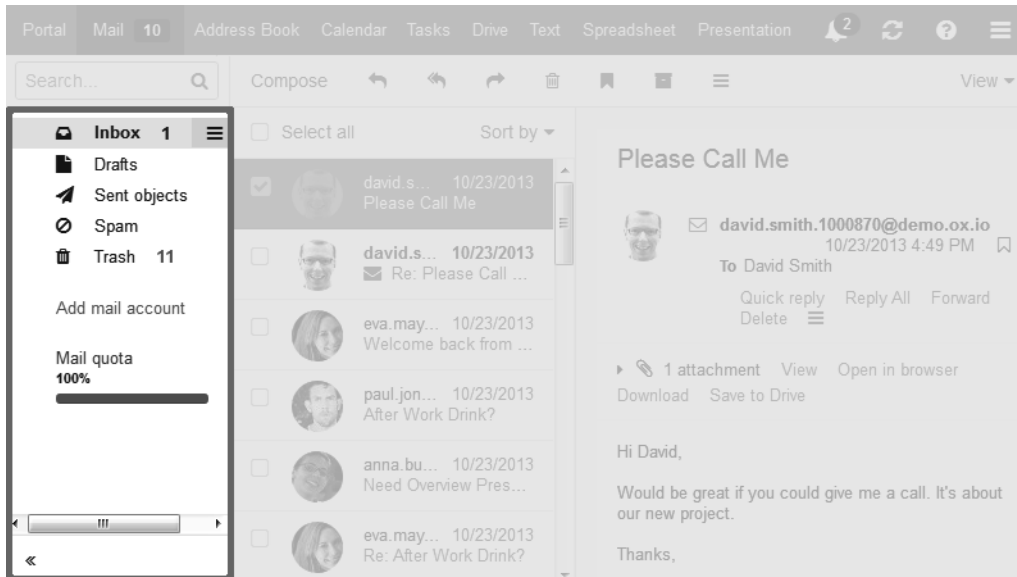 Portal Mail 10 Address Book Calendar Tasks Drive Text Spreadsheet Presentation 2
Search... Compose View
Inbox 1
Drafts
Sent objects
Spam
Trash 11
Add mail account
Mail quota
100%
Select all Sort by
david.s... 10/23/2013
Please Call Me
david.s... 10/23/2013
Re: Please Call ...
eva.may... 10/23/2013
Welcome back from ...
paul.jon... 10/23/2013
After Work Drink?
anna.bu... 10/23/2013
Need Overview Pres...
eva.may... 10/23/2013
Re: After Work Drink?
Please Call Me
david.smith.1000870@demo.ox.io
10/23/2013 4:49 PM
To David Smith
Quick reply Reply All Forward
Delete
1 attachment View Open in browser
Download Save to Drive
Hi David,
Would be great if you could give me a call. It's about
our new project.
Thanks,